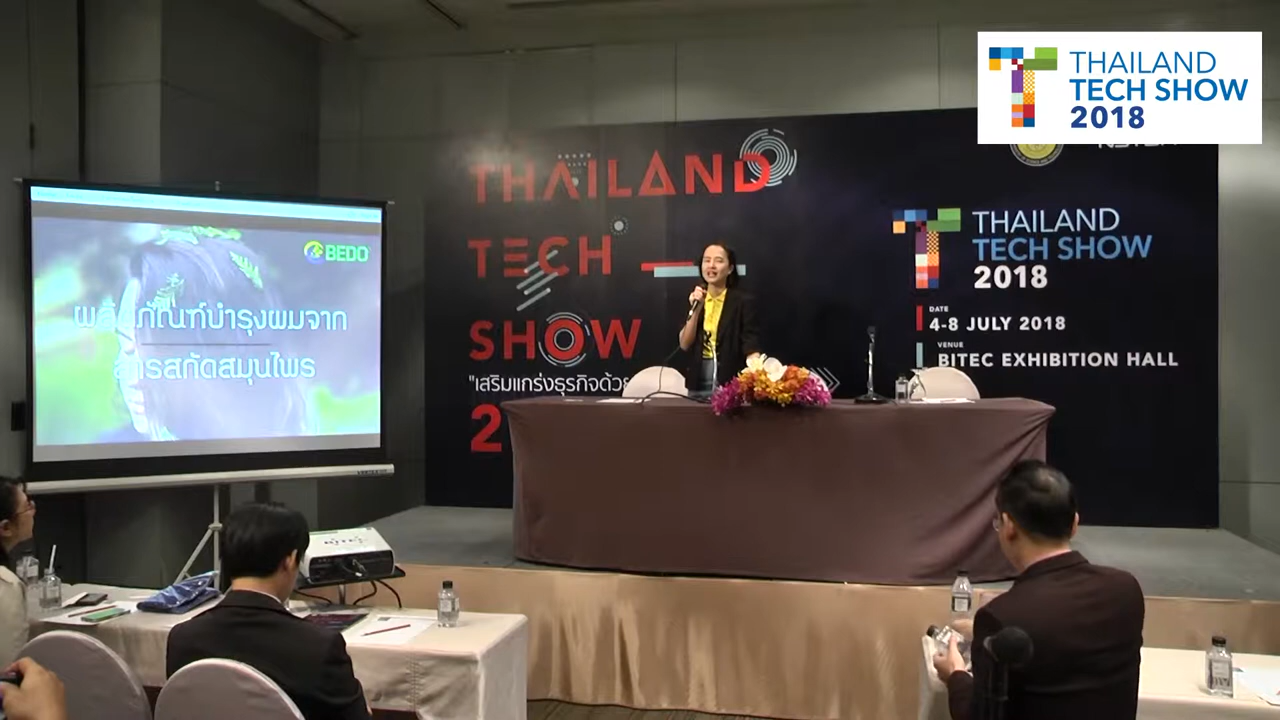 THAILAND
TECH SHOW
2018
BEDO
ผลิตภัณฑ์บำรุงผมจาก
สารสกัดสมุนไพร
THAILAND
TECH
SHOW
"เสริมแกร่งธุรกิจด้วย
2
THAILAND
TECH SHOW
2018
DATE
4-8 JULY 2018
VENUE
BITEC EXHIBITION HALL